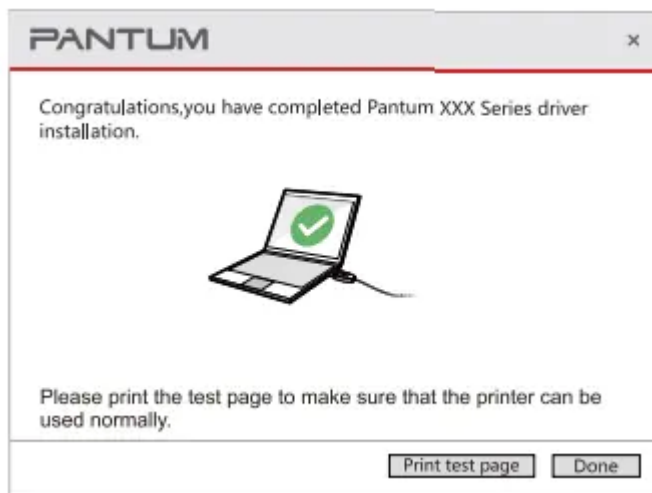 PANTUM
×
Congratulations,you have completed Pantum XXX Series driver
installation.
Please print the test page to make sure that the printer can be
used normally.
Print test page
Done